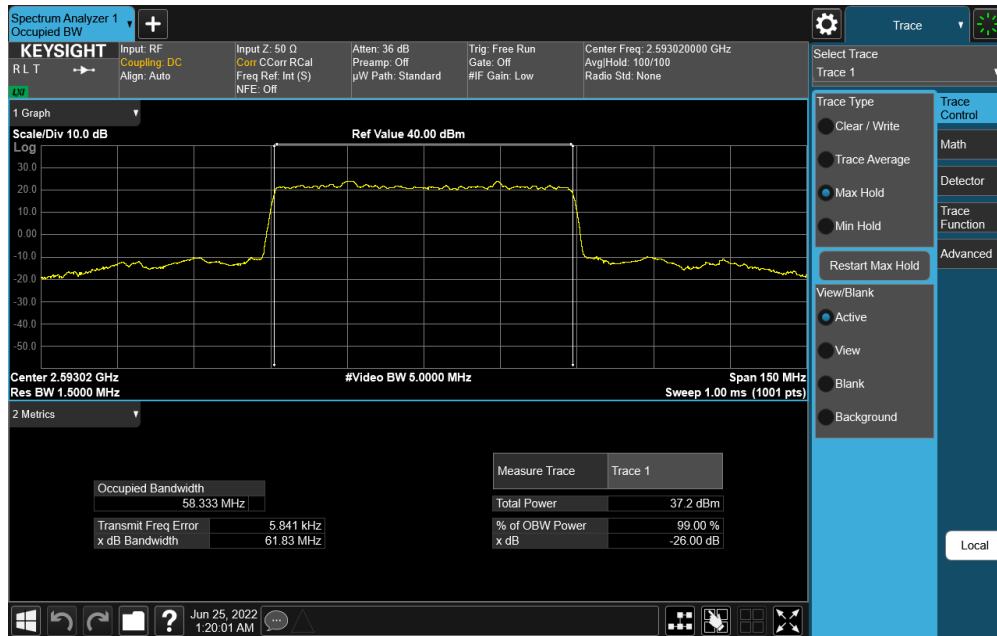 Spectrum Analyzer 1
Occupied BW
+
Trace
KEYSIGHT
R L T
LXI
Input: RF
Coupling: DC
Align: Auto
Input Z: 50 Ω
Corr CCorr RCal
Freq Ref: Int (S)
NFE: Off
Atten: 36 dB
Preamp: Off
µW Path: Standard
Trig: Free Run
Gate: Off
#IF Gain: Low
Center Freq: 2.593020000 GHz
Avg|Hold: 100/100
Radio Std: None
Select Trace
Trace 1
1 Graph
Scale/Div 10.0 dB
Ref Value 40.00 dBm
Log
30.0
20.0
10.0
0.00
-10.0
-20.0
-30.0
-40.0
-50.0
Center 2.59302 GHz
#Video BW 5.0000 MHz
Span 150 MHz
Res BW 1.5000 MHz
Sweep 1.00 ms (1001 pts)
2 Metrics
Measure Trace
Trace 1
Occupied Bandwidth
58.333 MHz
Total Power
37.2 dBm
Transmit Freq Error
5.841 kHz
% of OBW Power
99.00 %
x dB Bandwidth
61.83 MHz
x dB
-26.00 dB
Trace Type
Clear / Write
Trace Average
Max Hold
Min Hold
Restart Max Hold
View/Blank
Active
View
Blank
Background
Trace
Control
Math
Detector
Trace
Function
Advanced
Local
?
Jun 25, 2022
1:20:01 AM